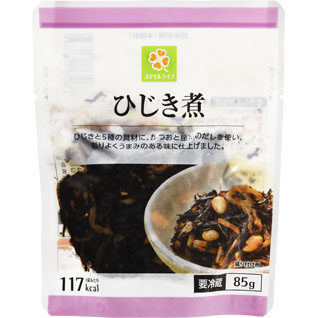 スマイルライフ
ひじき煮
ひじきと5種の具材に、かつおと昆布のだしを使い、
彩りよくうまみのある味に仕上げました。
117kcal
要冷蔵
85g